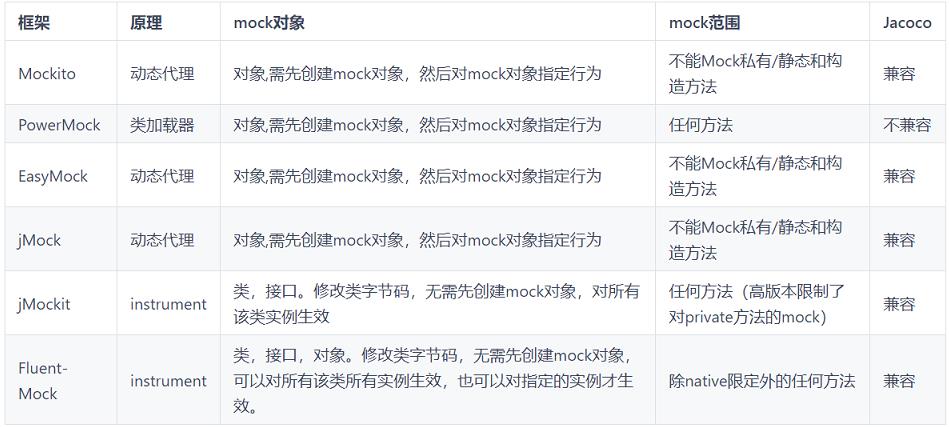 框架 原理 mock对象 mock范围 Jacoco
Mockito 动态代理 对象,需先创建mock对象，然后对mock对象指定行为 不能Mock私有/静态和构
造方法 兼容
PowerMock 类加载器 对象,需先创建mock对象，然后对mock对象指定行为 任何方法 不兼容
EasyMock 动态代理 对象,需先创建mock对象，然后对mock对象指定行为 不能Mock私有/静态和构
造方法 兼容
jMock 动态代理 对象,需先创建mock对象，然后对mock对象指定行为 不能Mock私有/静态和构
造方法 兼容
jMockit instrument 类，接口。修改类字节码，无需先创建mock对象，对所有
该类实例生效 任何方法（高版本限制了
对private方法的mock） 兼容
Fluent-
Mock instrument 类，接口，对象。修改类字节码，无需先创建mock对象，
可以对所有该类所有实例生效，也可以对指定的实例才生
效。 除native限定外的任何方法 兼容